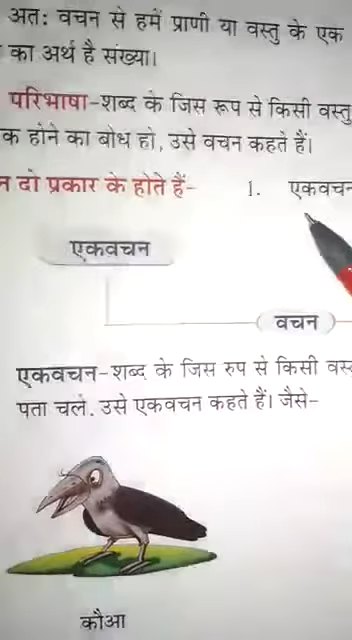 अतः वचन से हमें प्राणी या वस्तु के एक
का अर्थ है संख्या।
परिभाषा-शब्द के जिस रूप से किसी वस्तु
क होने का बोध हो, उसे वचन कहते हैं।
न दो प्रकार के होते हैं- 1. एकवचन
एकवचन
वचन
एकवचन-शब्द के जिस रुप से किसी
पता चले. उसे एकवचन कहते हैं। जैसे-
कौआ